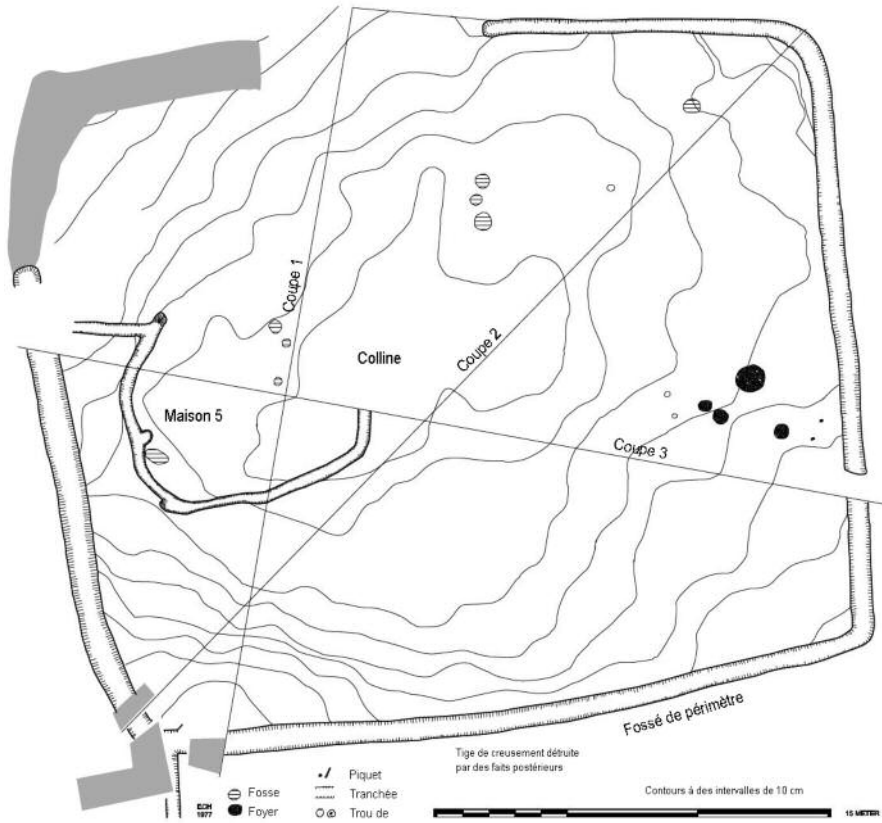 Coupe 1
Coupe 2
Colline
Maison 5
Coupe 3
Fossé de périmètre
Tige de creusement détruite
par des faits postérieurs
Contours à des intervalles de 10 cm
EDH
1977
Fosse
Foyer
Piquet
Tranchée
Trou de
15 METER